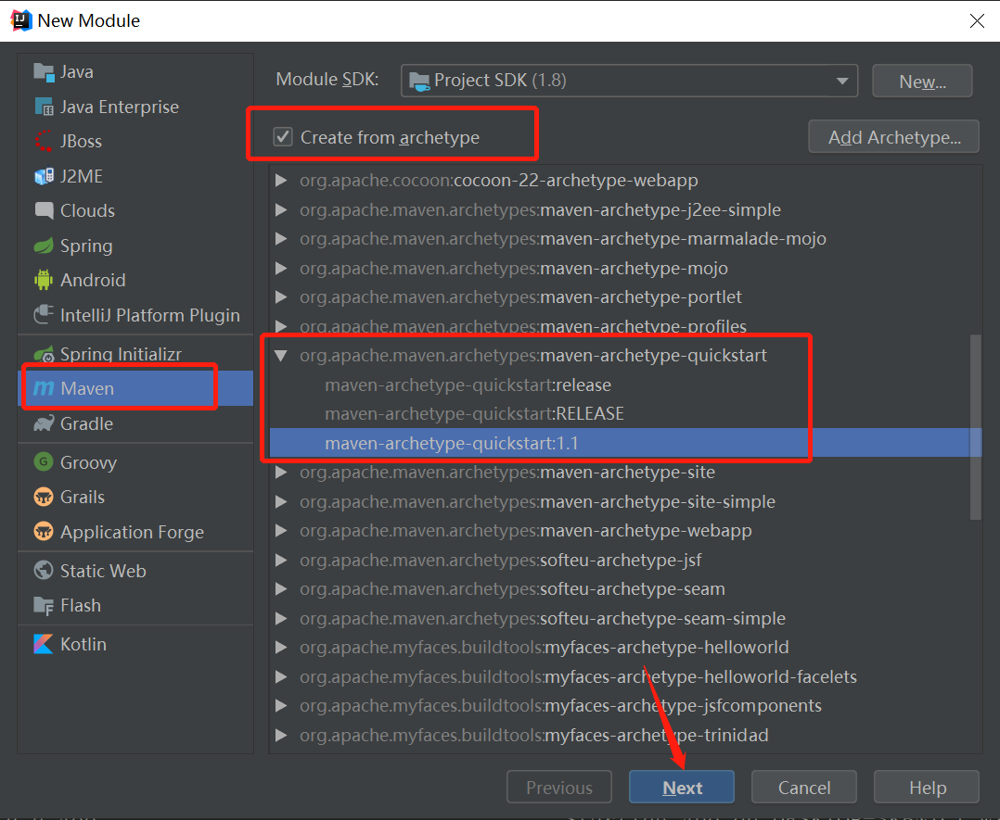 New Module
Java
Java Enterprise
JBoss
J2ME
Clouds
Spring
Android
IntelliJ Platform Plugin
Spring Initializr
Maven
Gradle
Groovy
Grails
Application Forge
Static Web
Flash
Kotlin
Module SDK: Project SDK (1.8) New...
Create from archetype Add Archetype...
org.apache.cocoon:cocoon-22-archetype-webapp
org.apache.maven.archetypes:maven-archetype-j2ee-simple
org.apache.maven.archetypes:maven-archetype-marmalade-mojo
org.apache.maven.archetypes:maven-archetype-mojo
org.apache.maven.archetypes:maven-archetype-portlet
org.apache.maven.archetypes:maven-archetype-profiles
org.apache.maven.archetypes:maven-archetype-quickstart
maven-archetype-quickstart:release
maven-archetype-quickstart:RELEASE
maven-archetype-quickstart:1.1
org.apache.maven.archetypes:maven-archetype-site
org.apache.maven.archetypes:maven-archetype-site-simple
org.apache.maven.archetypes:maven-archetype-webapp
org.apache.maven.archetypes:softeu-archetype-jsf
org.apache.maven.archetypes:softeu-archetype-seam
org.apache.maven.archetypes:softeu-archetype-seam-simple
org.apache.myfaces.buildtools:myfaces-archetype-helloworld
org.apache.myfaces.buildtools:myfaces-archetype-helloworld-facelets
org.apache.myfaces.buildtools:myfaces-archetype-jsfcomponents
org.apache.myfaces.buildtools:myfaces-archetype-trinidad
Previous Next Cancel Help